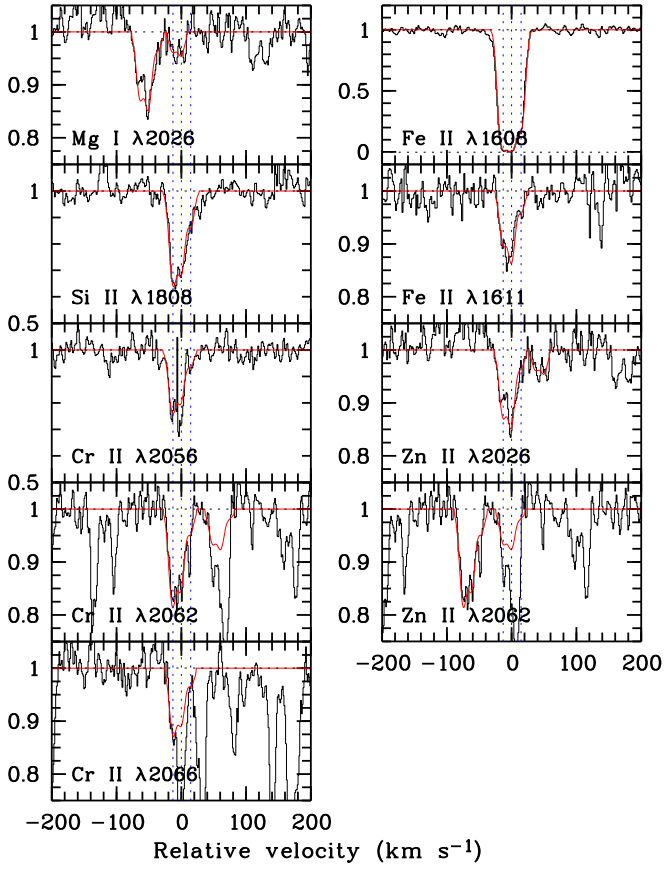 1
0.9
0.8
Mg I λ2026
1
0.5
0
Fe II λ1608
1
Si II λ1808
0.5
1
0.9
0.8
Fe II λ1611
1
Cr II λ2056
0.5
1
0.9
0.8
Zn II λ2026
1
0.9
0.8
Cr II λ2062
1
0.9
0.8
Zn II λ2062
-200 -100 0 100 200
1
0.9
0.8
Cr II λ2066
-200 -100 0 100 200
Relative velocity (km s⁻¹)